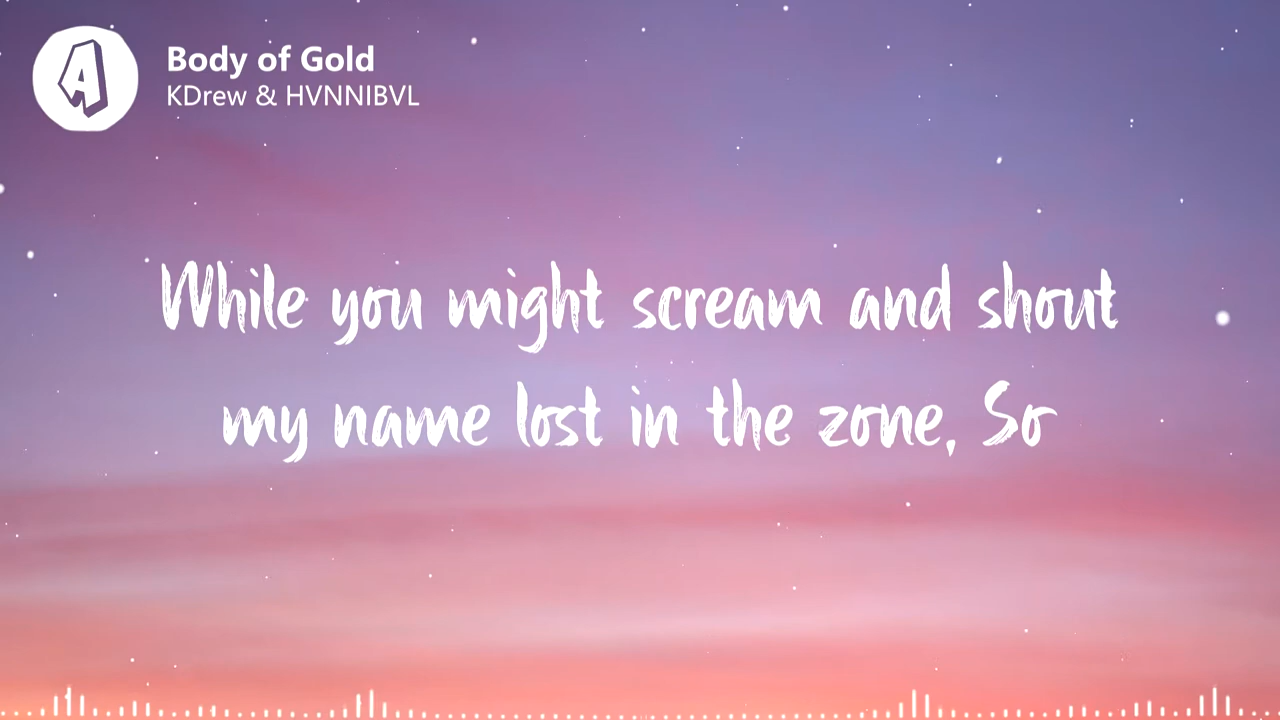 Body of Gold
KDrew & HVNNIBVL
While you might scream and shout
my name lost in the zone, So